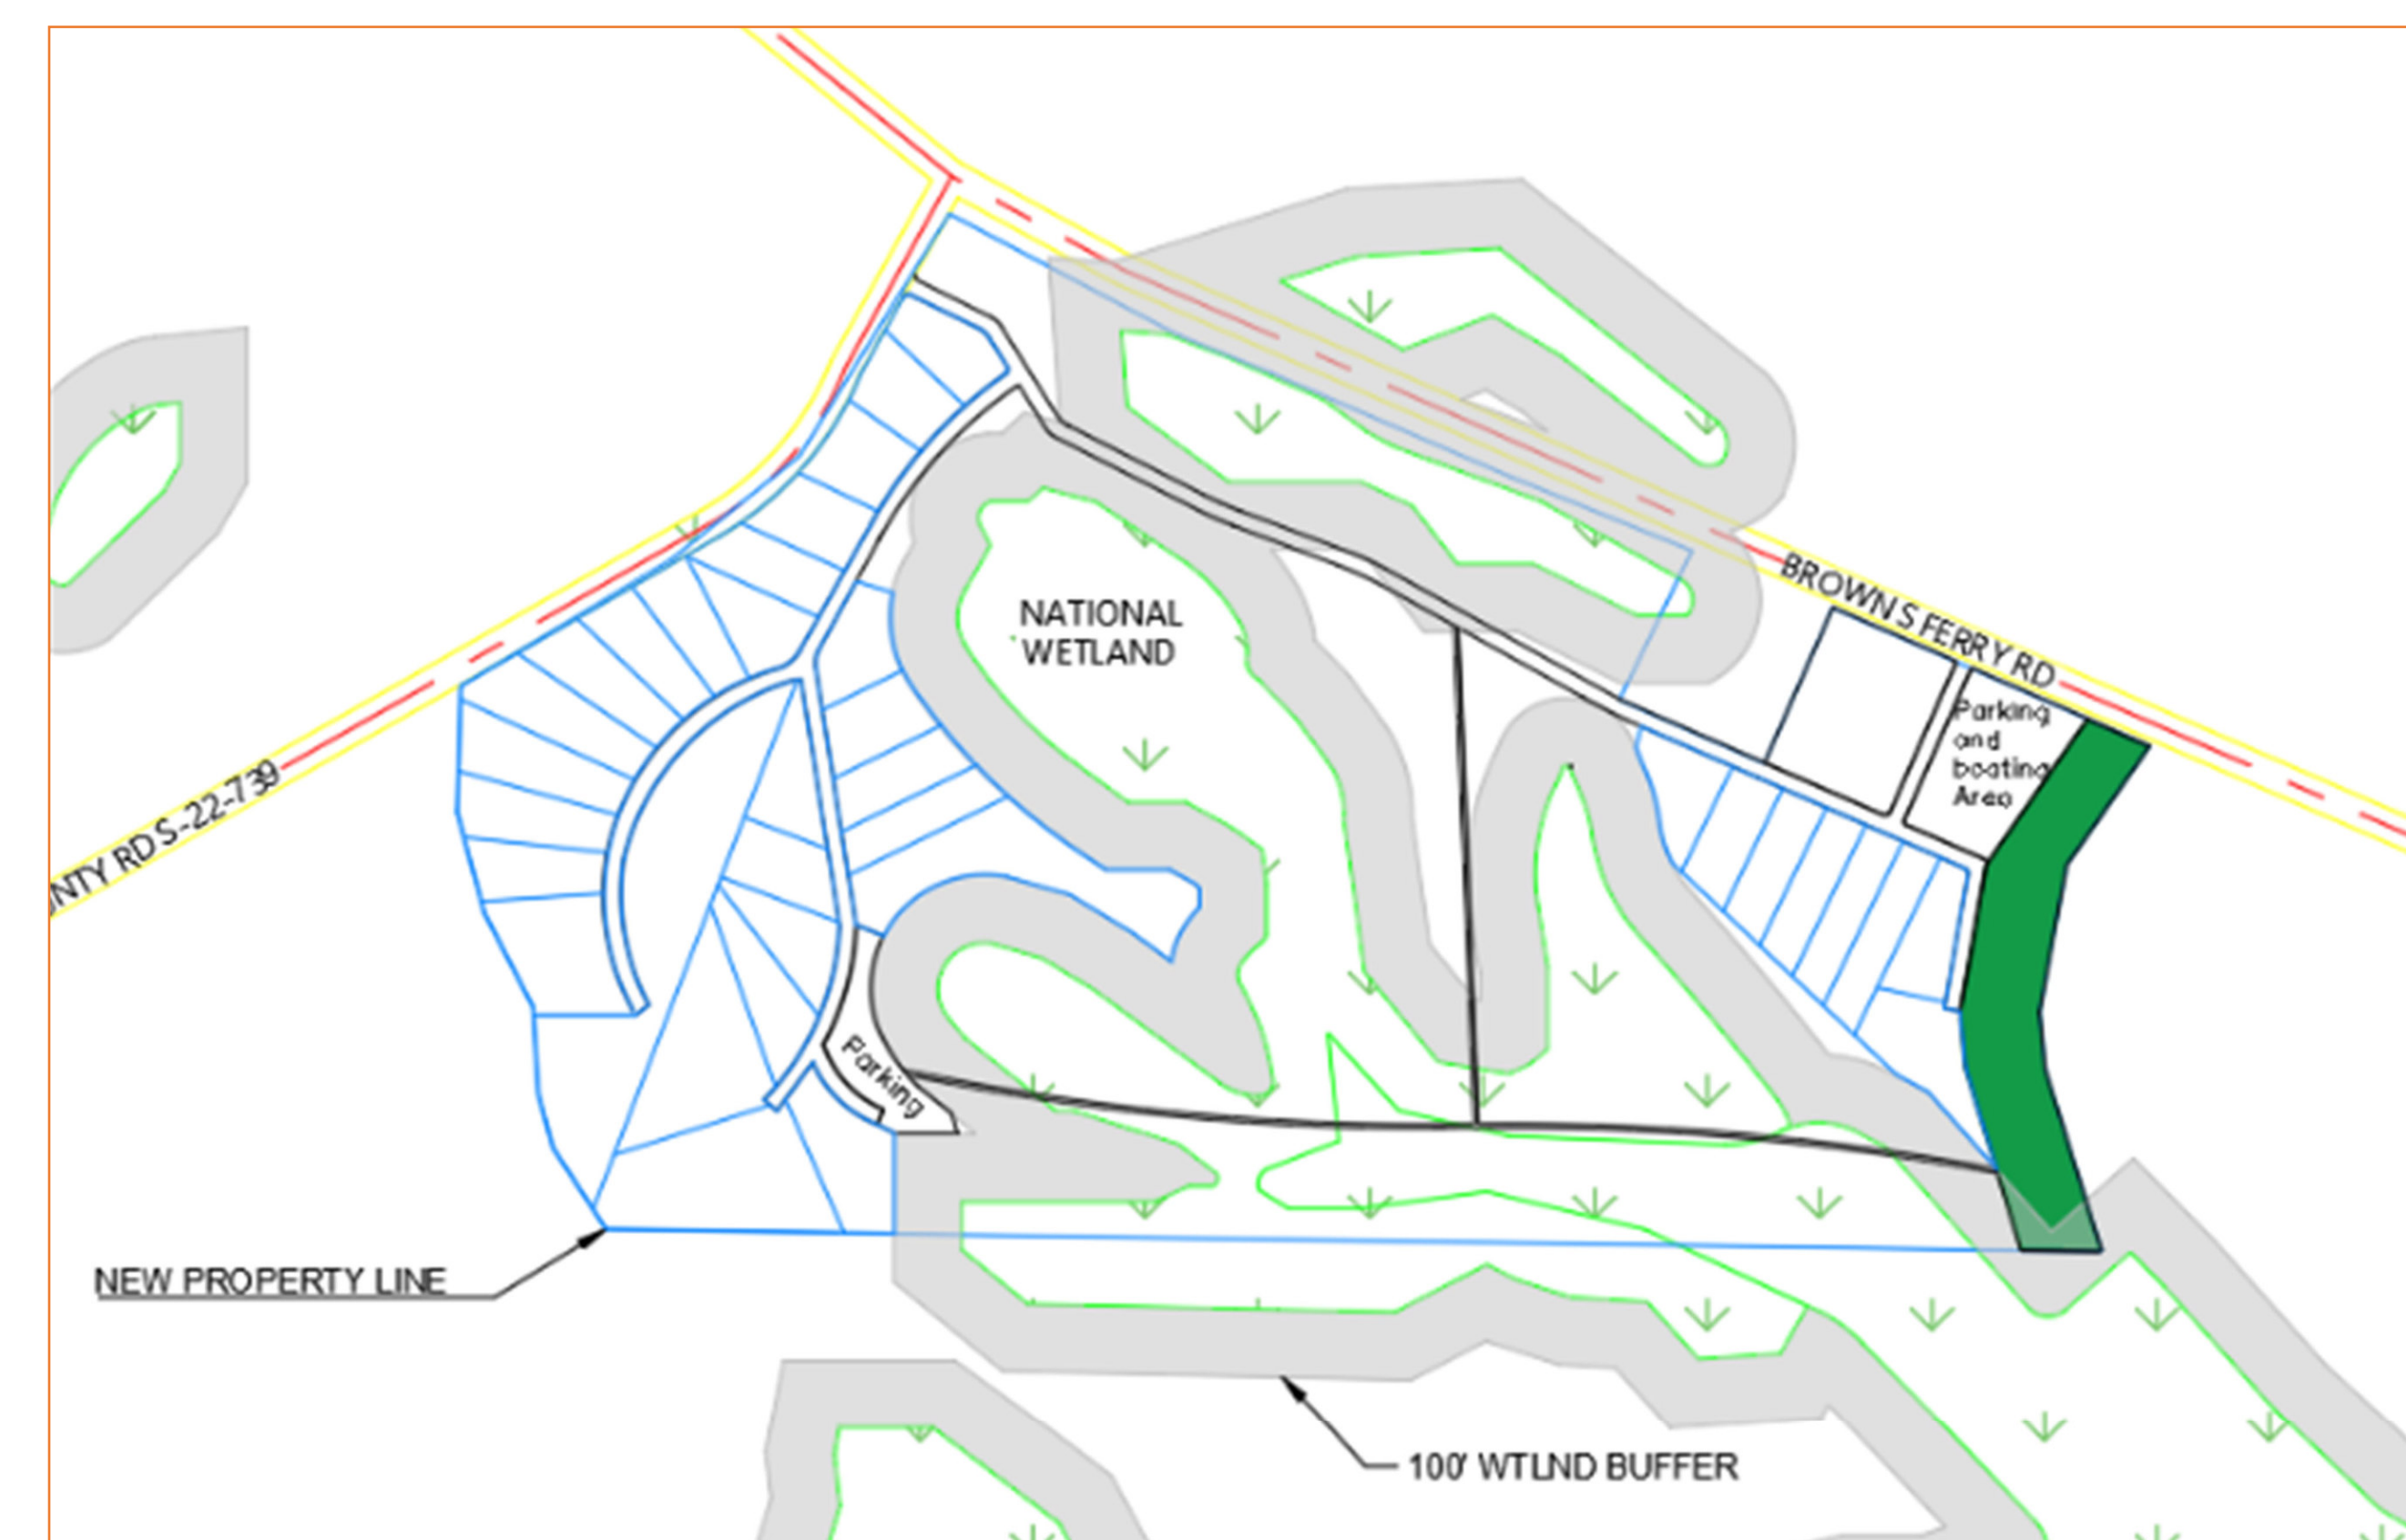 BROWNS FERRY RD
NATIONAL
WETLAND
Parking
and
boating
Area
NTY RD S-22-739
Parking
NEW PROPERTY LINE
100' WTLND BUFFER